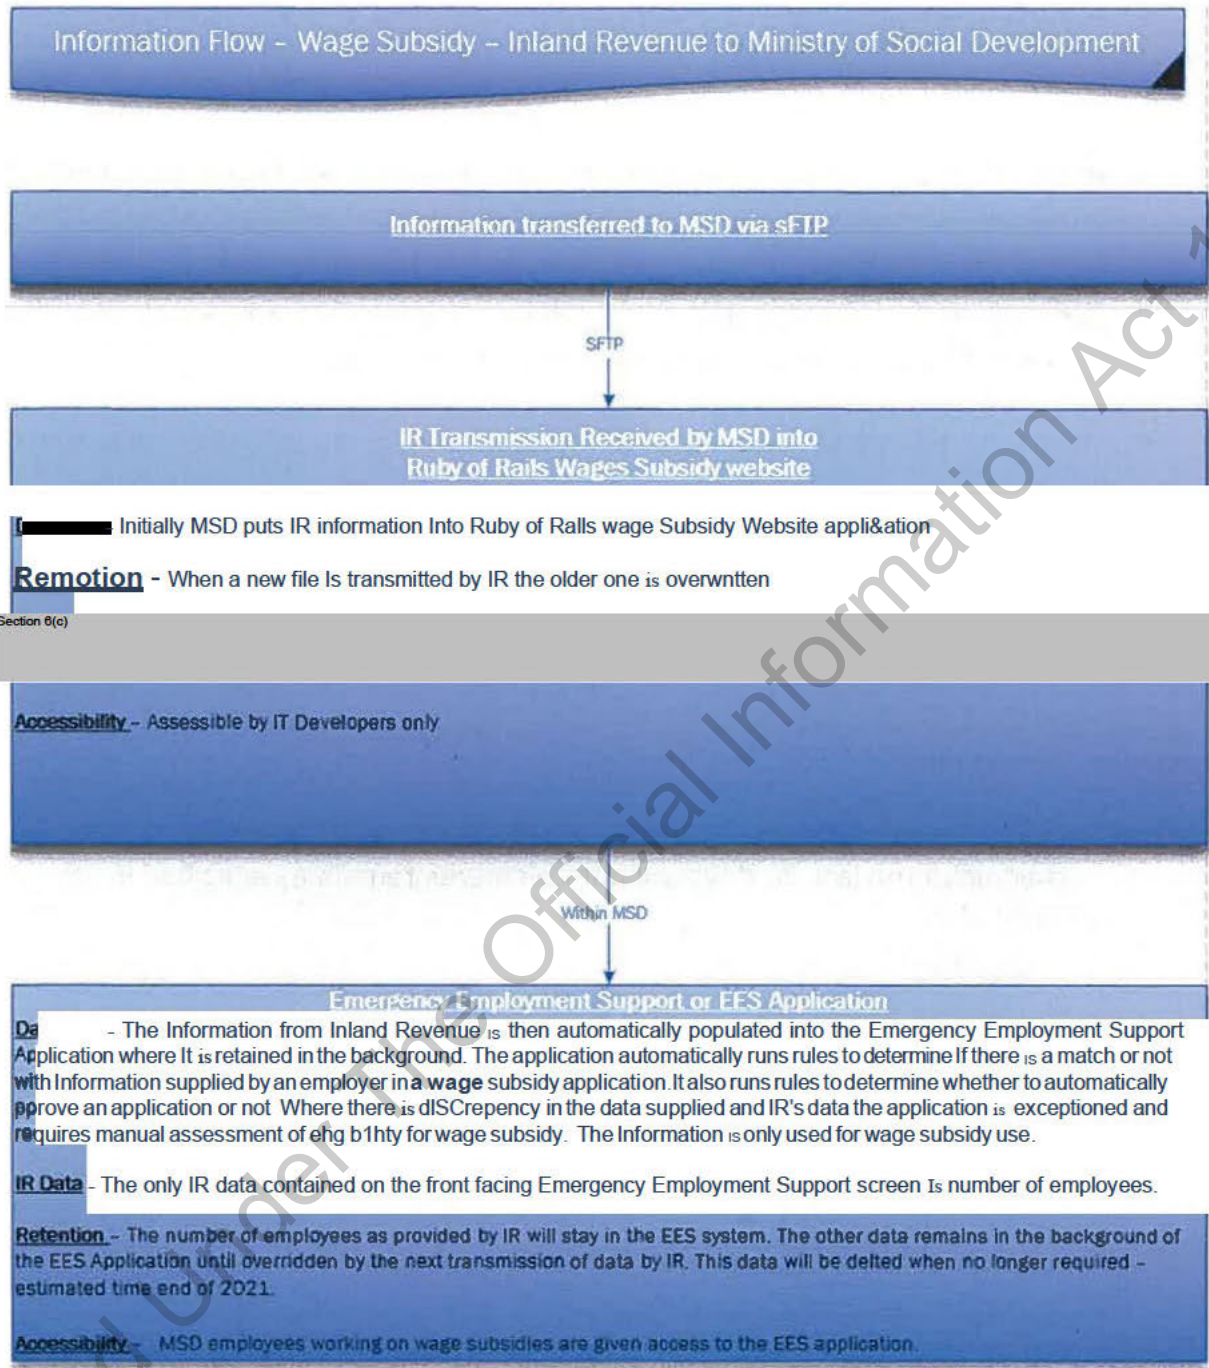 Information Flow – Wage Subsidy – Inland Revenue to Ministry of Social Development
Information transferred to MSD via sFTP
SFTP
IR Transmission Received by MSD into
Ruby of Rails Wages Subsidy website
- Initially MSD puts IR information Into Ruby of Ralls wage Subsidy Website appli&ation
Remotion - When a new file Is transmitted by IR the older one is overwntten
Section 6(c)
Accessibility – Assessible by IT Developers only
Within MSD
Emergency Employment Support or EES Application
Da - The Information from Inland Revenue is then automatically populated into the Emergency Employment Support
Application where It is retained in the background. The application automatically runs rules to determine If there is a match or not
with Information supplied by an employer in a wage subsidy application. It also runs rules to determine whether to automatically
pprove an application or not Where there is dISCrepency in the data supplied and IR's data the application is exceptioned and
requires manual assessment of ehg b1hty for wage subsidy. The Information is only used for wage subsidy use.
IR Data - The only IR data contained on the front facing Emergency Employment Support screen Is number of employees.
Retention – The number of employees as provided by IR will stay in the EES system. The other data remains in the background of
the EES Application until overridden by the next transmission of data by IR. This data will be delted when no longer required –
estimated time end of 2021.
Accessibility – MSD employees working on wage subsidies are given access to the EES application.
Under The Official Information Act 1